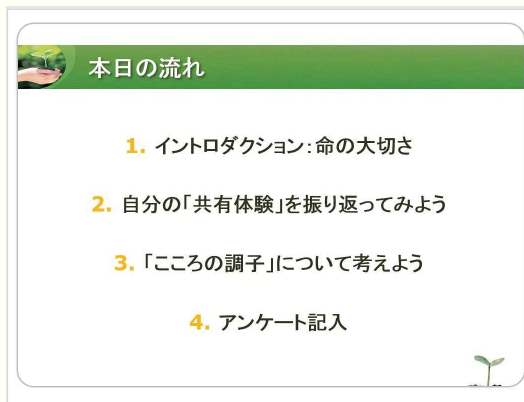 本日の流れ
1. イントロダクション：命の大切さ
2. 自分の「共有体験」を振り返ってみよう
3. 「こころの調子」について考えよう
4. アンケート記入